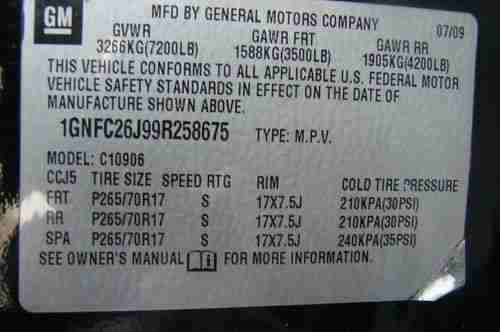 GM MFD BY GENERAL MOTORS COMPANY 07/09
GVWR GAWR FRT GAWR RR
3266KG(7200LB) 1588KG(3500LB) 1905KG(4200LB)
THIS VEHICLE CONFORMS TO ALL APPLICABLE U.S. FEDERAL MOTOR
VEHICLE SAFETY STANDARDS IN EFFECT ON THE DATE OF
MANUFACTURE SHOWN ABOVE.
1GNFC26J99R258675 TYPE: M.P.V.
MODEL: C10906
CCJ5 TIRE SIZE SPEED RTG RIM COLD TIRE PRESSURE
FRT P265/70R17 S 17X7.5J 210KPA(30PSI)
RR P265/70R17 S 17X7.5J 210KPA(30PSI)
SPA P265/70R17 S 17X7.5J 240KPA(35PSI)
SEE OWNER'S MANUAL i FOR MORE INFORMATION.